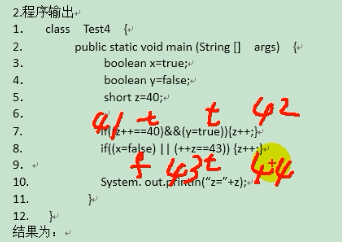 2.程序输出
1. class Test4 {
2. public static void main (String [] args) {
3. boolean x=true;
4. boolean y=false;
5. short z=40;
6.
41 t t 42
7. if((z++==40)&&(y=true)){z++;}
8. if((x=false) || (++z==43)) {z++;}
f 43 t 44
9.
10. System. out.println(“z=”+z);
11. }
12. }
结果为：